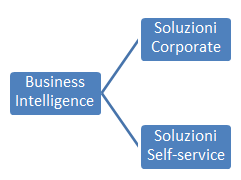 Soluzioni
Corporate
Business
Intelligence
Soluzioni
Self-service